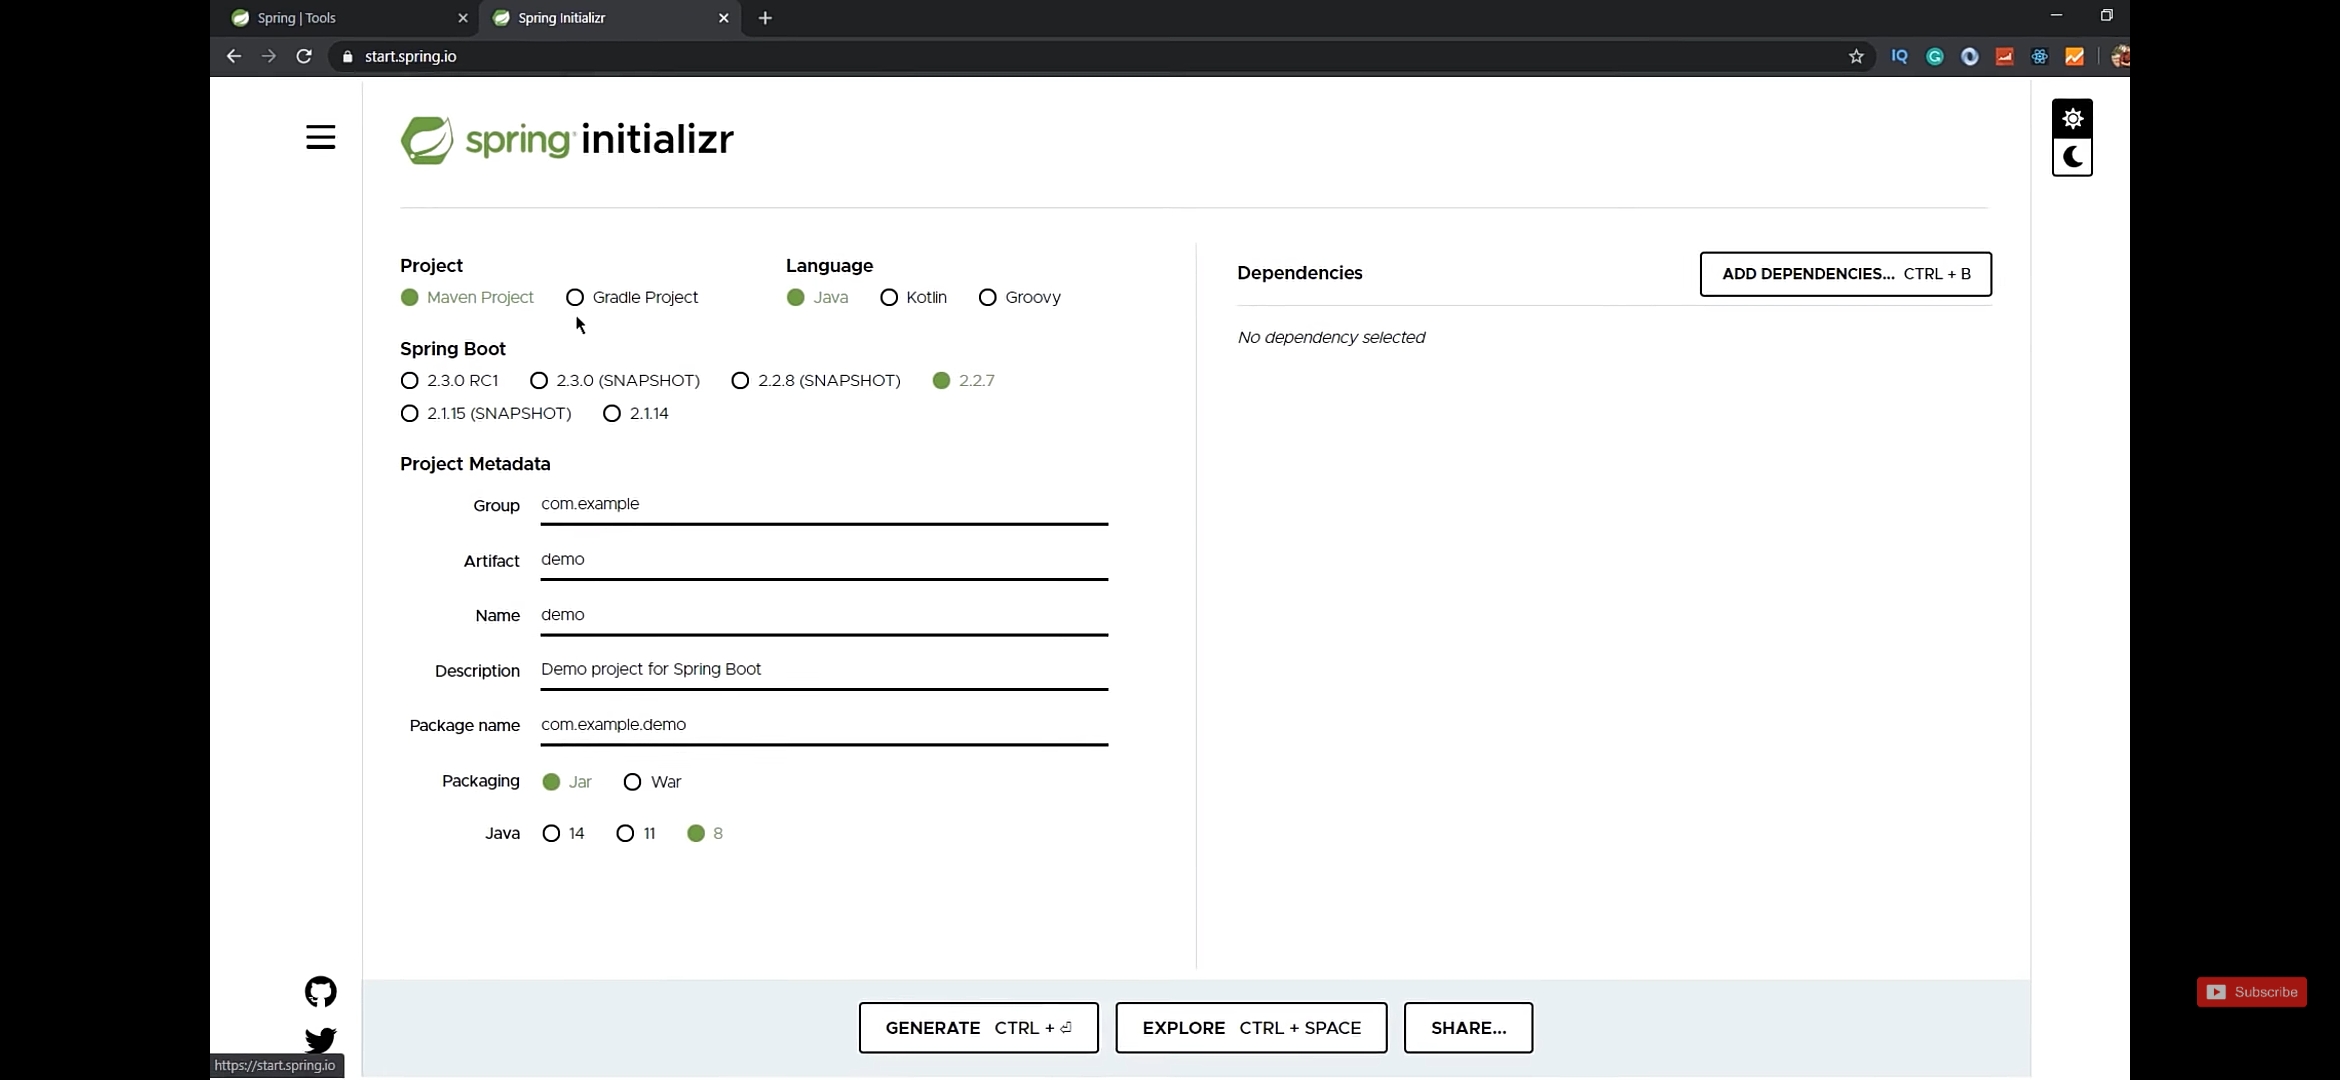 Spring | Tools
Spring Initializr
start.spring.io
IQ
spring initializr
Project
Maven Project Gradle Project
Language
Java Kotlin Groovy
Spring Boot
2.3.0 RC1 2.3.0 (SNAPSHOT) 2.2.8 (SNAPSHOT) 2.2.7
2.1.15 (SNAPSHOT) 2.1.14
Project Metadata
Group com.example
Artifact demo
Name demo
Description Demo project for Spring Boot
Package name com.example.demo
Packaging Jar War
Java 14 11 8
Dependencies
ADD DEPENDENCIES... CTRL + B
No dependency selected
GENERATE CTRL + ⏎
EXPLORE CTRL + SPACE
SHARE...
https://start.spring.io
Subscribe